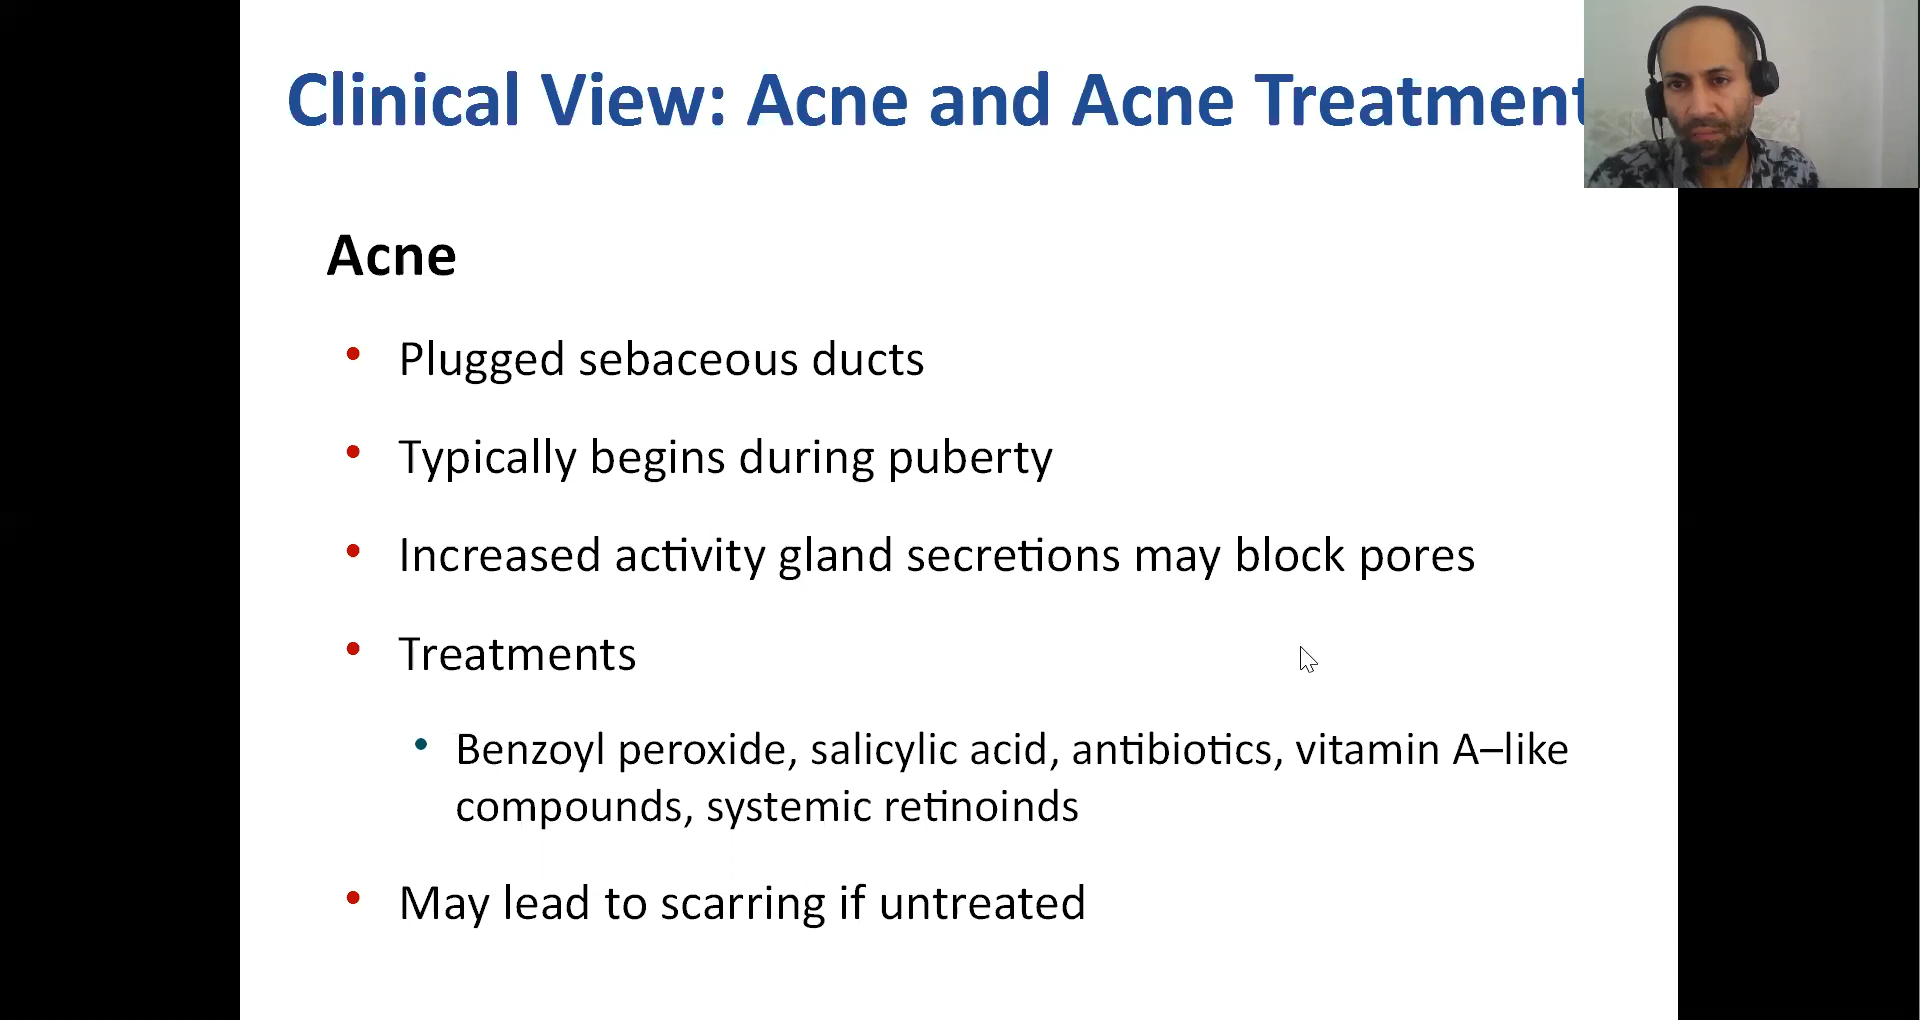 Clinical View: Acne and Acne Treatment
Acne
• Plugged sebaceous ducts
• Typically begins during puberty
• Increased activity gland secretions may block pores
• Treatments
• Benzoyl peroxide, salicylic acid, antibiotics, vitamin A–like
compounds, systemic retinoinds
• May lead to scarring if untreated